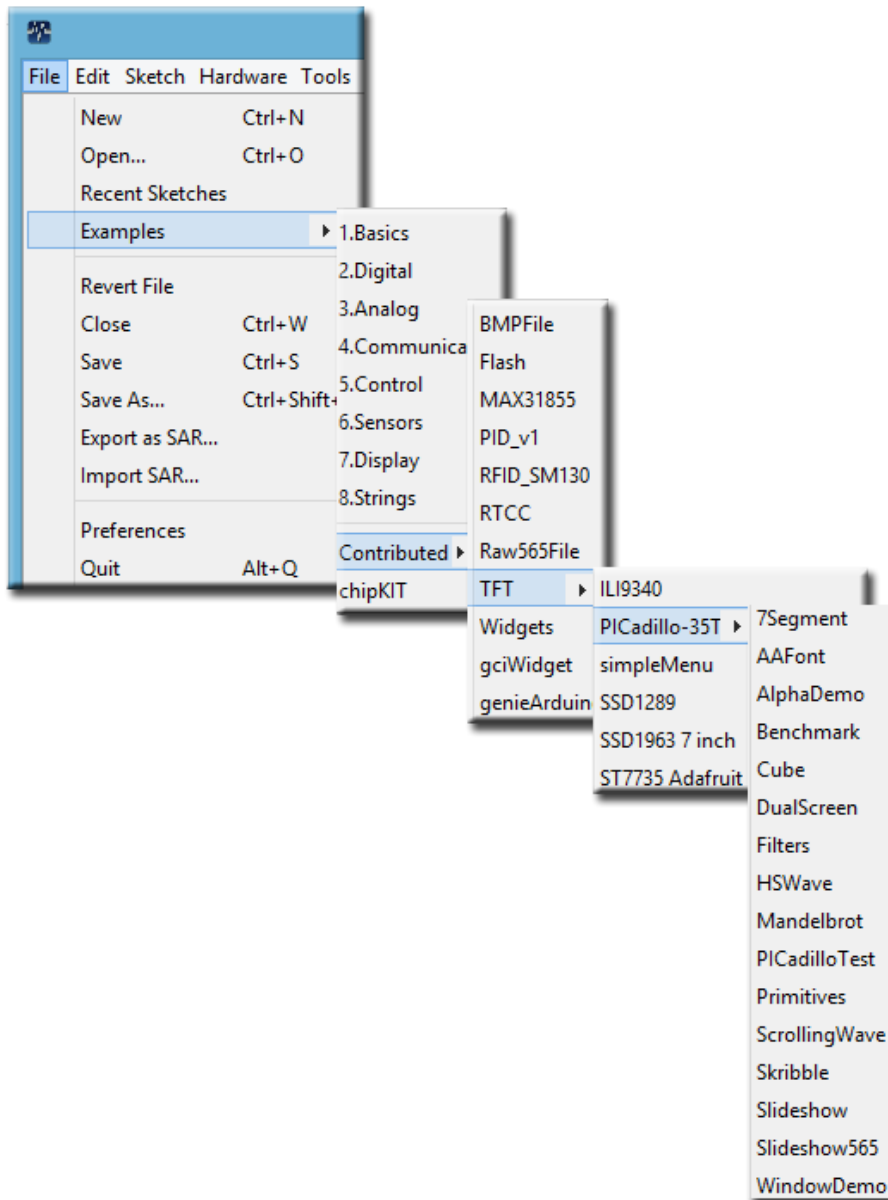 File Edit Sketch Hardware Tools
New Ctrl+N
Open... Ctrl+O
Recent Sketches
Examples
Revert File
Close Ctrl+W
Save Ctrl+S
Save As... Ctrl+Shift+
Export as SAR...
Import SAR...
Preferences
Quit Alt+Q
1.Basics
2.Digital
3.Analog
4.Communica
5.Control
6.Sensors
7.Display
8.Strings
Contributed
chipKIT
BMPFile
Flash
MAX31855
PID_v1
RFID_SM130
RTCC
Raw565File
TFT
Widgets
gciWidget
genieArduin
ILI9340
PICadillo-35T
simpleMenu
SSD1289
SSD1963 7 inch
ST7735 Adafruit
7Segment
AAFont
AlphaDemo
Benchmark
Cube
DualScreen
Filters
HSWave
Mandelbrot
PICadilloTest
Primitives
ScrollingWave
Skribble
Slideshow
Slideshow565
WindowDemo